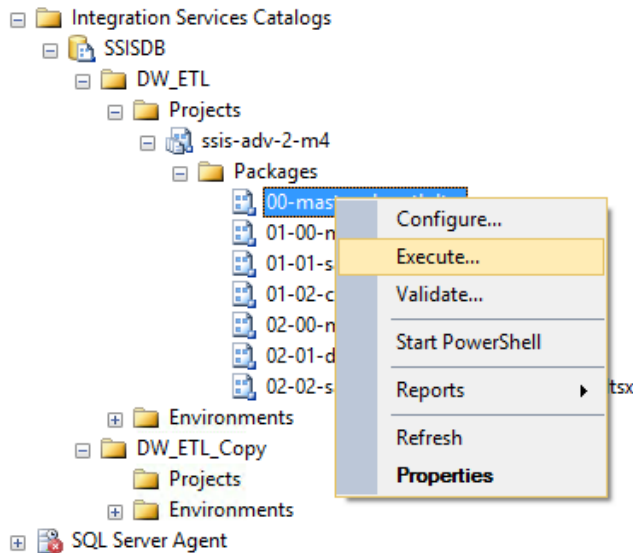 Integration Services Catalogs
SSISDB
DW_ETL
Projects
ssis-adv-2-m4
Packages
00-mas
01-00-n
Configure...
01-01-s
Execute...
01-02-c
Validate...
02-00-n
Start PowerShell
02-01-d
02-02-s
Reports
tsx
Environments
Refresh
DW_ETL_Copy
Properties
Projects
Environments
SQL Server Agent